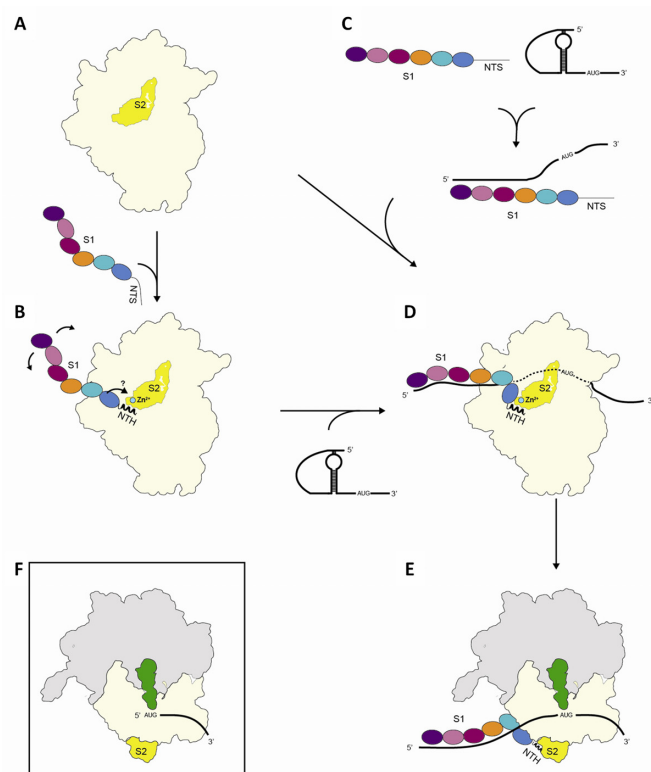 A
S2
C
S1
NTS
5'
AUG
3'
5'
AUG
3'
S1
NTS
S1
NTS
B
S1
?
S2
Zn²⁺
NTH
D
AUG
S2
Zn²⁺
NTH
5'
3'
5'
AUG
3'
F
5'
AUG
3'
S2
E
S1
AUG
5'
NTH
S2
3'